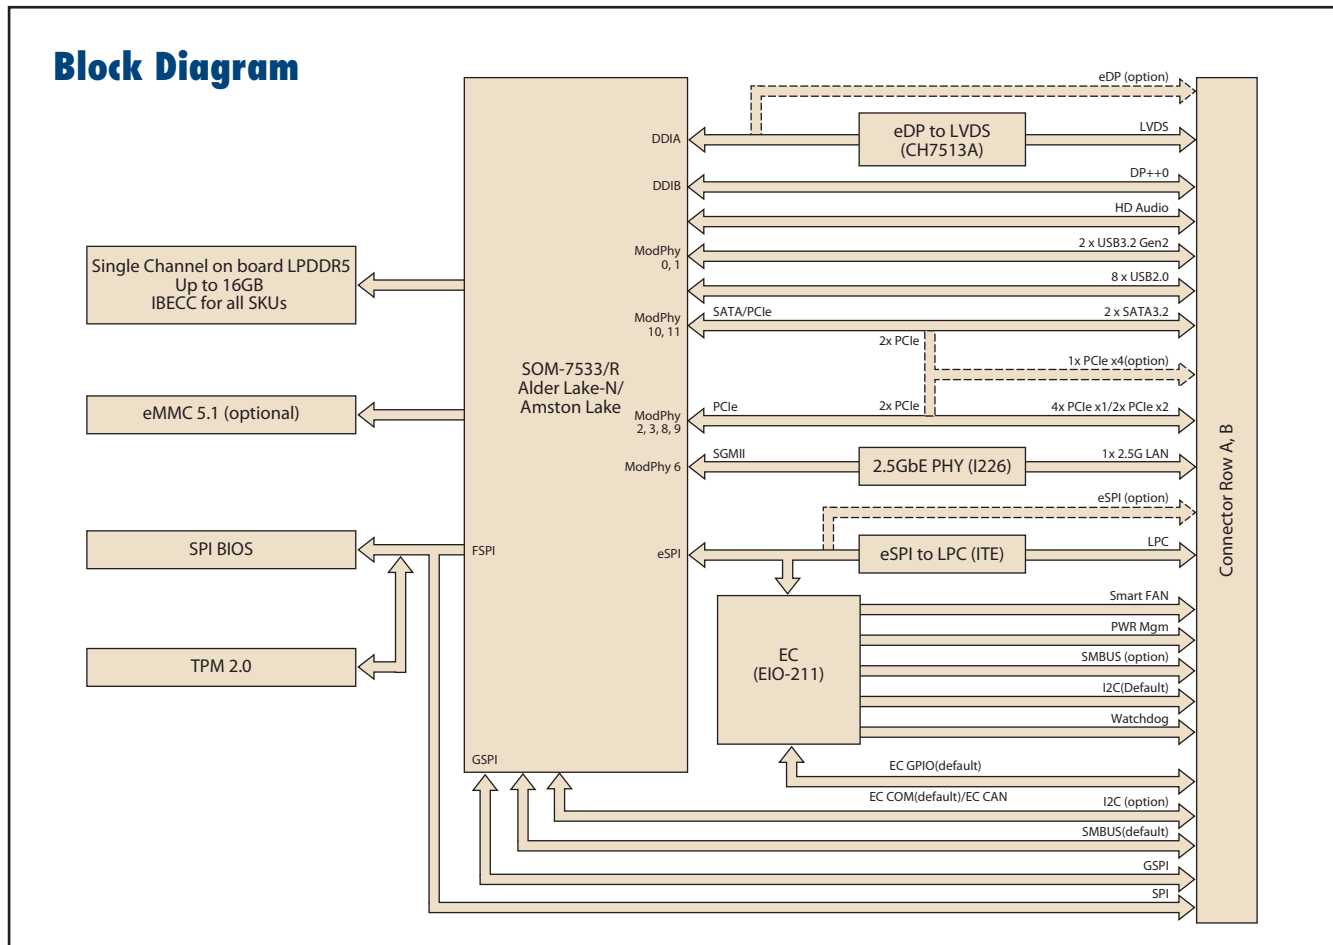 Block Diagram
eDP (option)
DDIA
eDP to LVDS
(CH7513A)
LVDS
DDIB
DP++0
HD Audio
ModPhy
0, 1
2 x USB3.2 Gen2
8 x USB2.0
Single Channel on board LPDDR5
Up to 16GB
IBECC for all SKUs
ModPhy
10, 11
SATA/PCIe
2 x SATA3.2
2x PCIe
1x PCIe x4(option)
SOM-7533/R
Alder Lake-N/
Amston Lake
eMMC 5.1 (optional)
ModPhy
2, 3, 8, 9
PCIe
2x PCIe
4x PCIe x1/2x PCIe x2
ModPhy 6
SGMII
2.5GbE PHY (I226)
1x 2.5G LAN
eSPI (option)
SPI BIOS
FSPI
eSPI
eSPI to LPC (ITE)
LPC
Connector Row A, B
TPM 2.0
EC
(EIO-211)
Smart FAN
PWR Mgm
SMBUS (option)
I2C(Default)
Watchdog
GSPI
EC GPIO(default)
EC COM(default)/EC CAN
I2C (option)
SMBUS(default)
GSPI
SPI